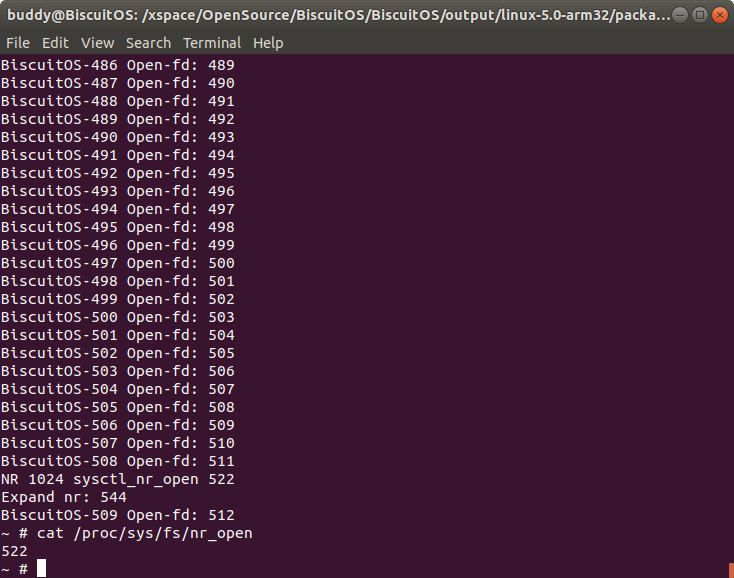 buddy@BiscuitOS: /xspace/OpenSource/BiscuitOS/BiscuitOS/output/linux-5.0-arm32/packa...
File Edit View Search Terminal Help
BiscuitOS-486 Open-fd: 489
BiscuitOS-487 Open-fd: 490
BiscuitOS-488 Open-fd: 491
BiscuitOS-489 Open-fd: 492
BiscuitOS-490 Open-fd: 493
BiscuitOS-491 Open-fd: 494
BiscuitOS-492 Open-fd: 495
BiscuitOS-493 Open-fd: 496
BiscuitOS-494 Open-fd: 497
BiscuitOS-495 Open-fd: 498
BiscuitOS-496 Open-fd: 499
BiscuitOS-497 Open-fd: 500
BiscuitOS-498 Open-fd: 501
BiscuitOS-499 Open-fd: 502
BiscuitOS-500 Open-fd: 503
BiscuitOS-501 Open-fd: 504
BiscuitOS-502 Open-fd: 505
BiscuitOS-503 Open-fd: 506
BiscuitOS-504 Open-fd: 507
BiscuitOS-505 Open-fd: 508
BiscuitOS-506 Open-fd: 509
BiscuitOS-507 Open-fd: 510
BiscuitOS-508 Open-fd: 511
NR 1024 sysctl_nr_open 522
Expand nr: 544
BiscuitOS-509 Open-fd: 512
~ # cat /proc/sys/fs/nr_open
522
~ #